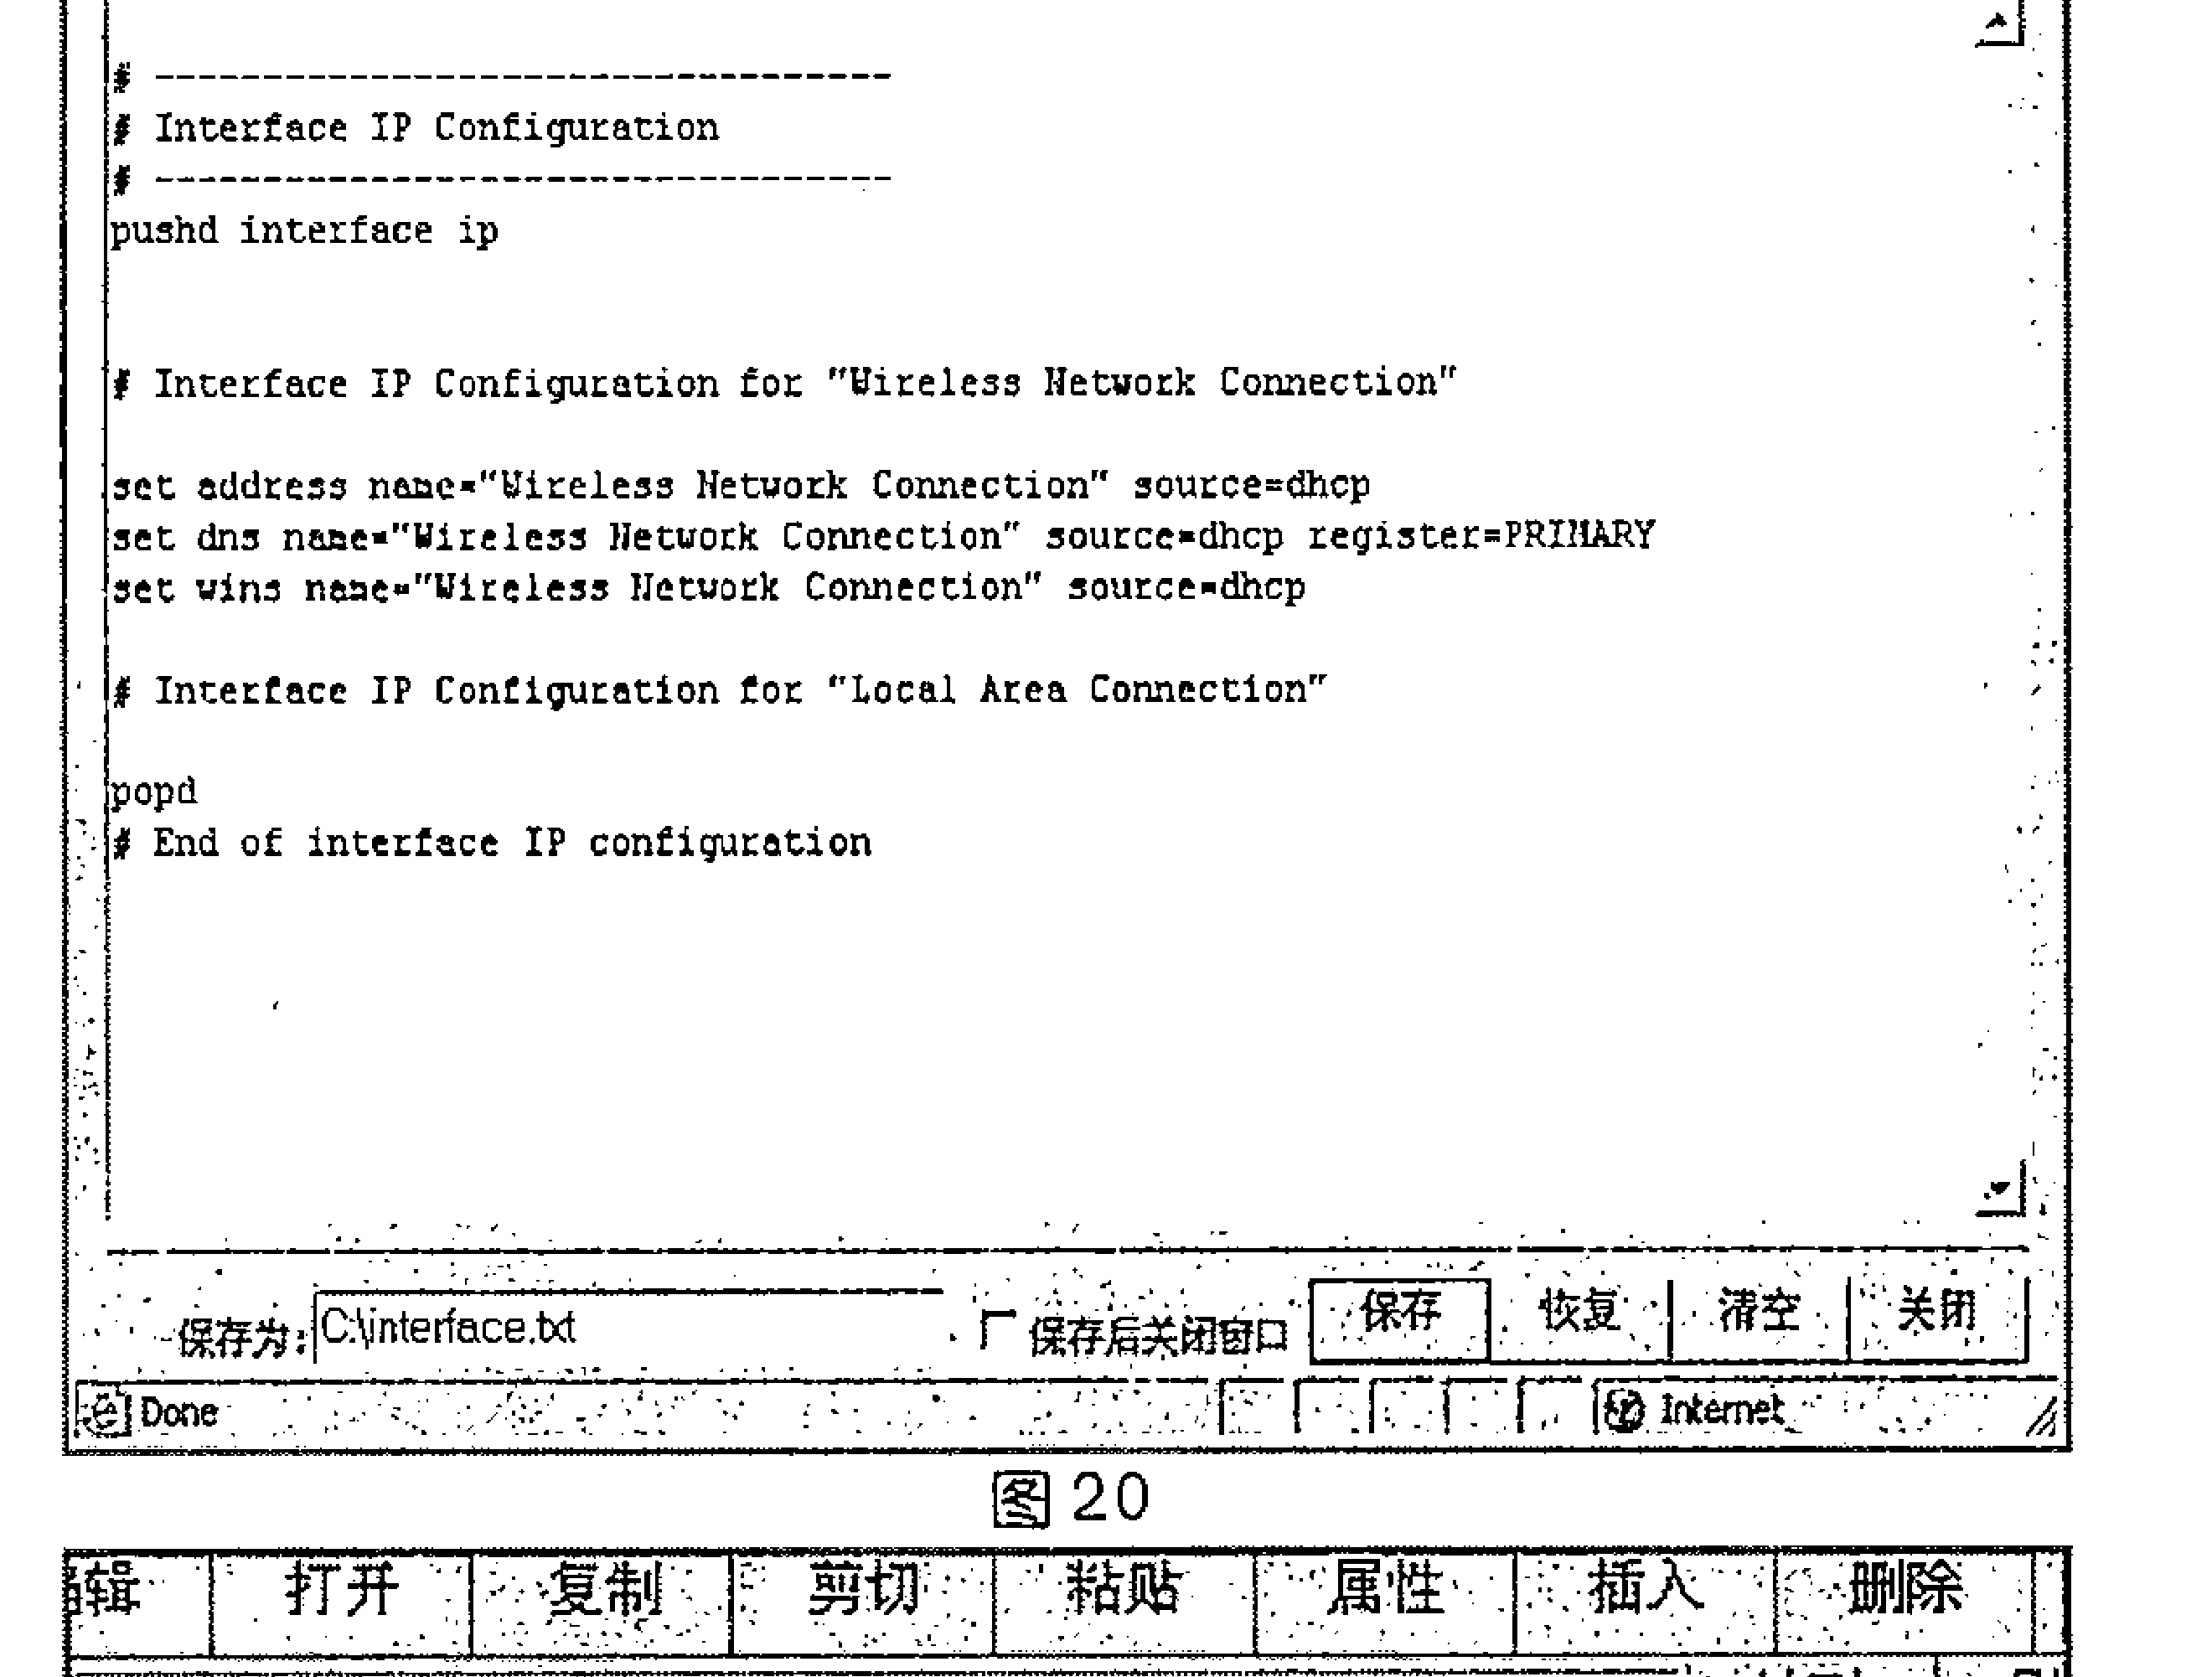 # ----------------------------------
# Interface IP Configuration
# ----------------------------------
pushd interface ip
# Interface IP Configuration for "Wireless Network Connection"
set address name="Wireless Network Connection" source=dhcp
set dns name="Wireless Network Connection" source=dhcp register=PRIMARY
set wins name="Wireless Network Connection" source=dhcp
# Interface IP Configuration for "Local Area Connection"
popd
# End of interface IP configuration
保存为: C:\interface.txt 保存后关闭窗口 保存 恢复 清空 关闭
Done Internet
图 20
辑 打开 复制 剪切 粘贴 属性 插入 删除